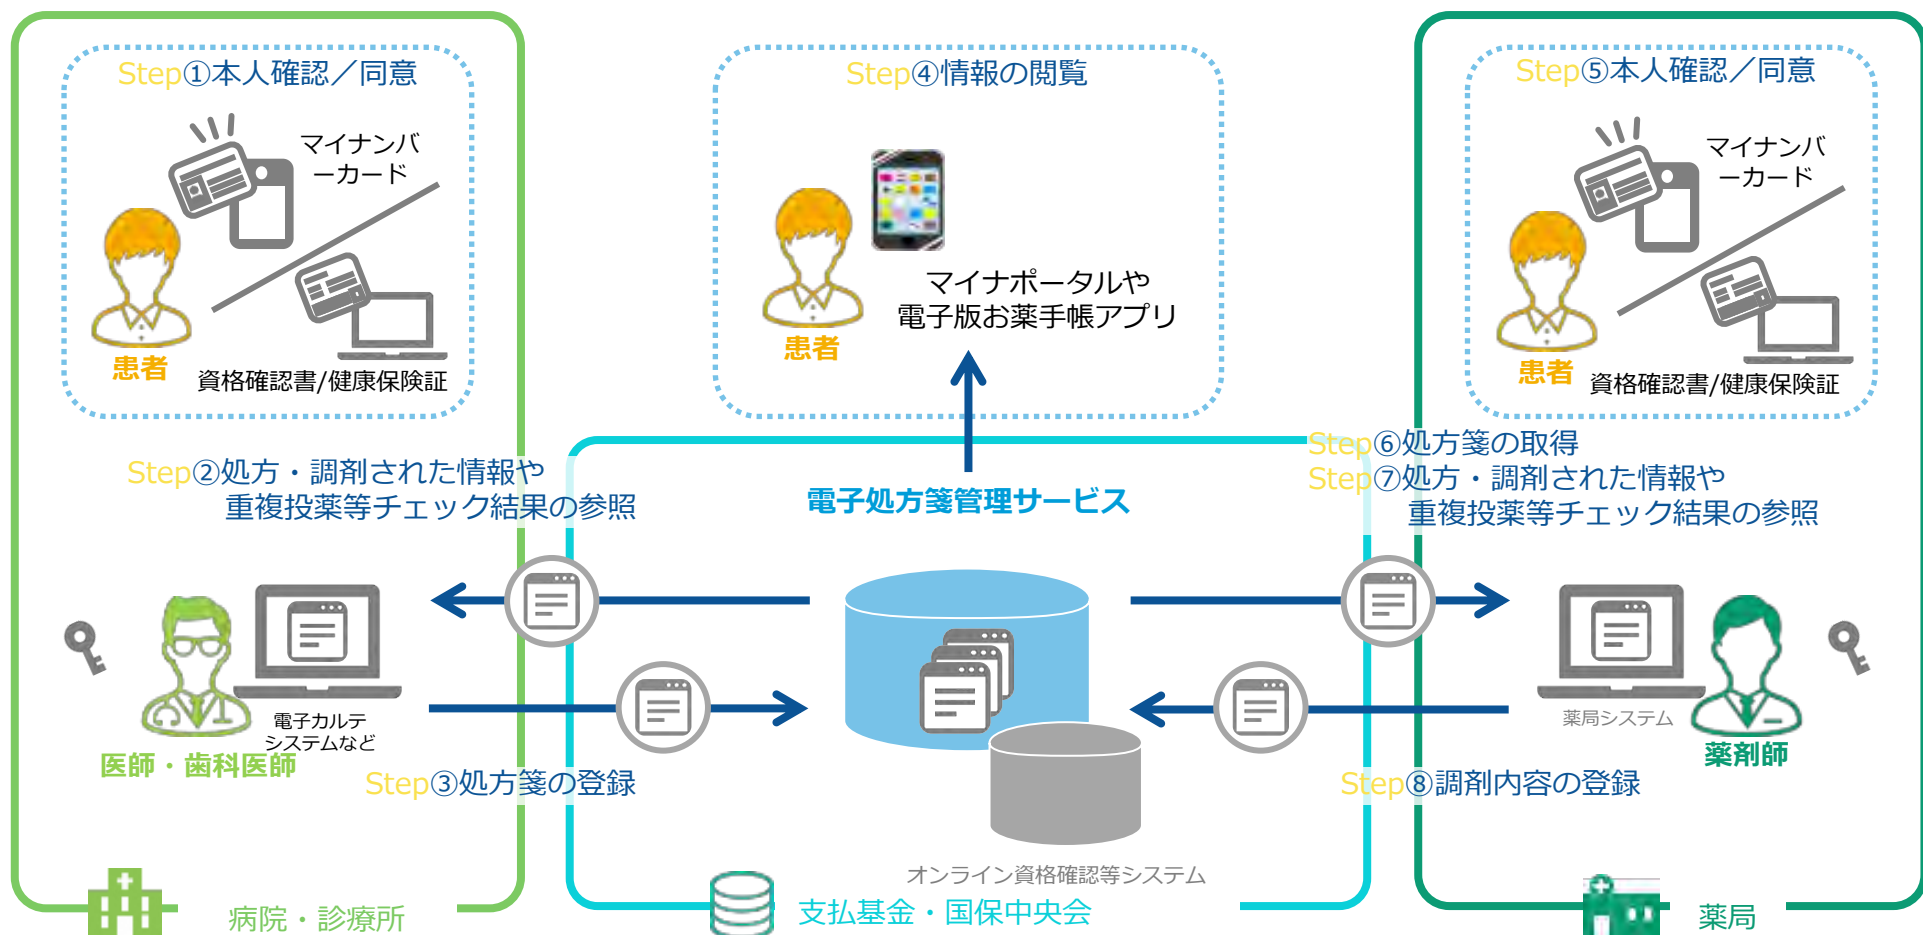 Step①本人確認／同意
マイナンバ
ーカード
患者
資格確認書/健康保険証
Step②処方・調剤された情報や
重複投薬等チェック結果の参照
電子カルテ
システムなど
医師・歯科医師
Step③処方箋の登録
病院・診療所
Step④情報の閲覧
マイナポータルや
電子版お薬手帳アプリ
患者
電子処方箋管理サービス
オンライン資格確認等システム
支払基金・国保中央会
Step⑤本人確認／同意
マイナンバ
ーカード
患者
資格確認書/健康保険証
Step⑥処方箋の取得
Step⑦処方・調剤された情報や
重複投薬等チェック結果の参照
薬局システム
薬剤師
Step⑧調剤内容の登録
薬局